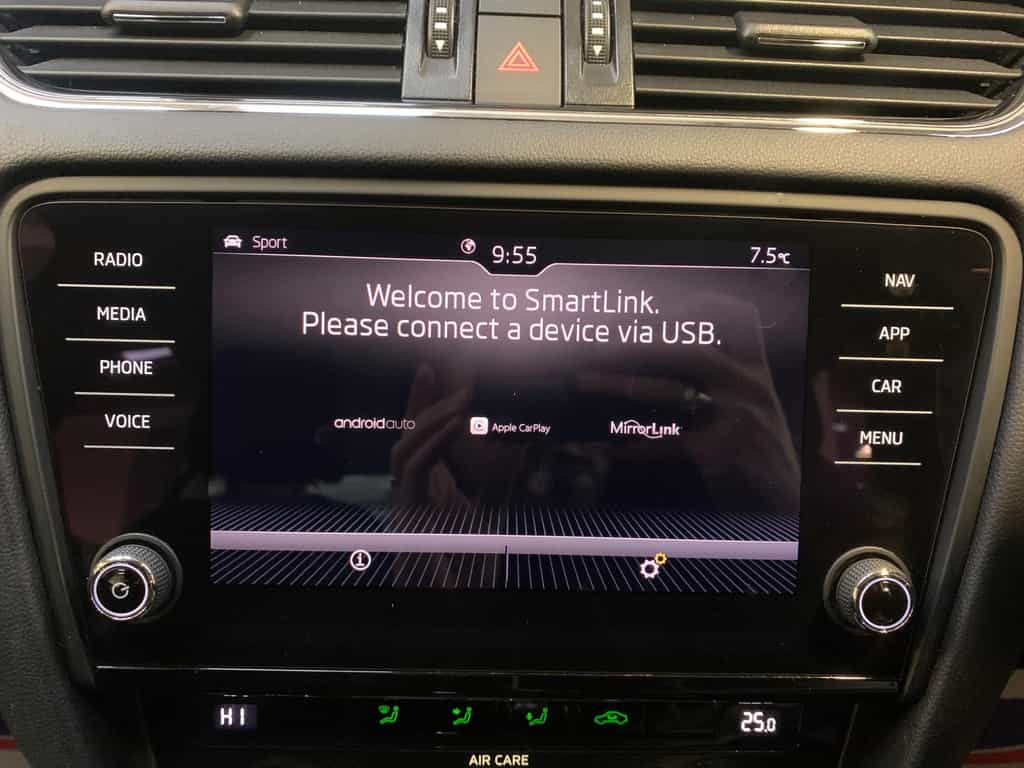 Sport
9:55
7.5°C
RADIO
MEDIA
PHONE
VOICE
Welcome to SmartLink.
Please connect a device via USB.
androidauto
Apple CarPlay
MirrorLink
NAV
APP
CAR
MENU
HI
25.0
AIR CARE